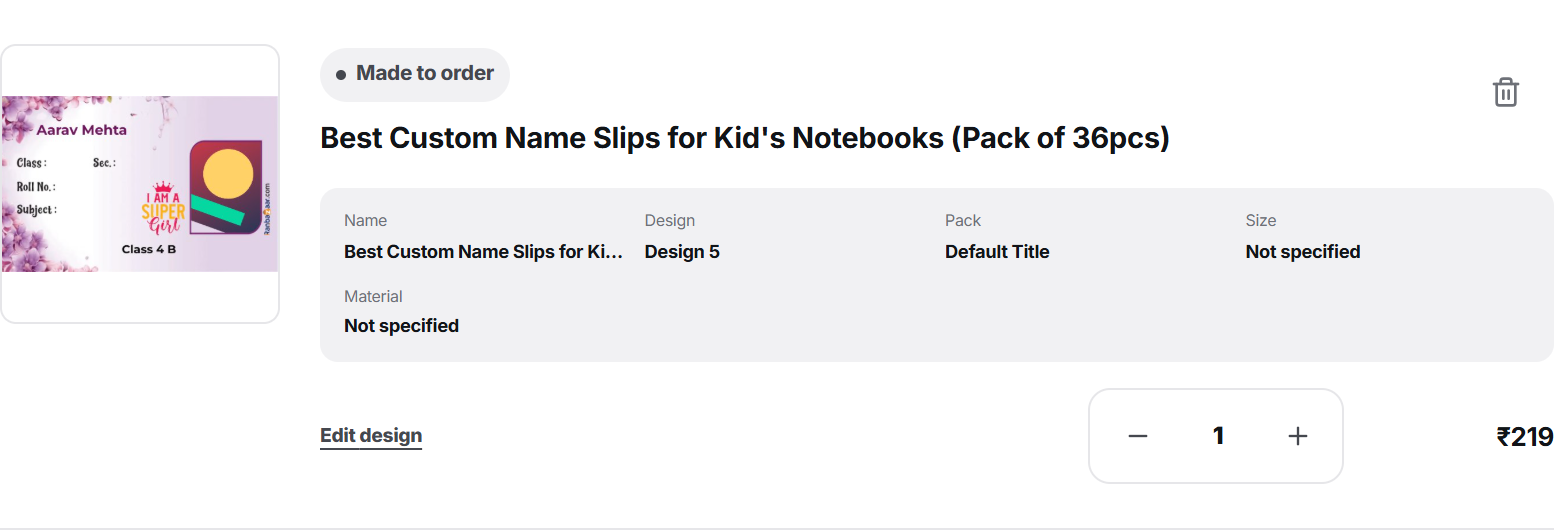 Aarav Mehta
Class : Sec. :
Roll No. :
Subject :
I AM A
SUPER
Girl
Class 4 B
Made to order
Best Custom Name Slips for Kid's Notebooks (Pack of 36pcs)
Name Design Pack Size
Best Custom Name Slips for Ki... Design 5 Default Title Not specified
Material
Not specified
Edit design
1
₹219